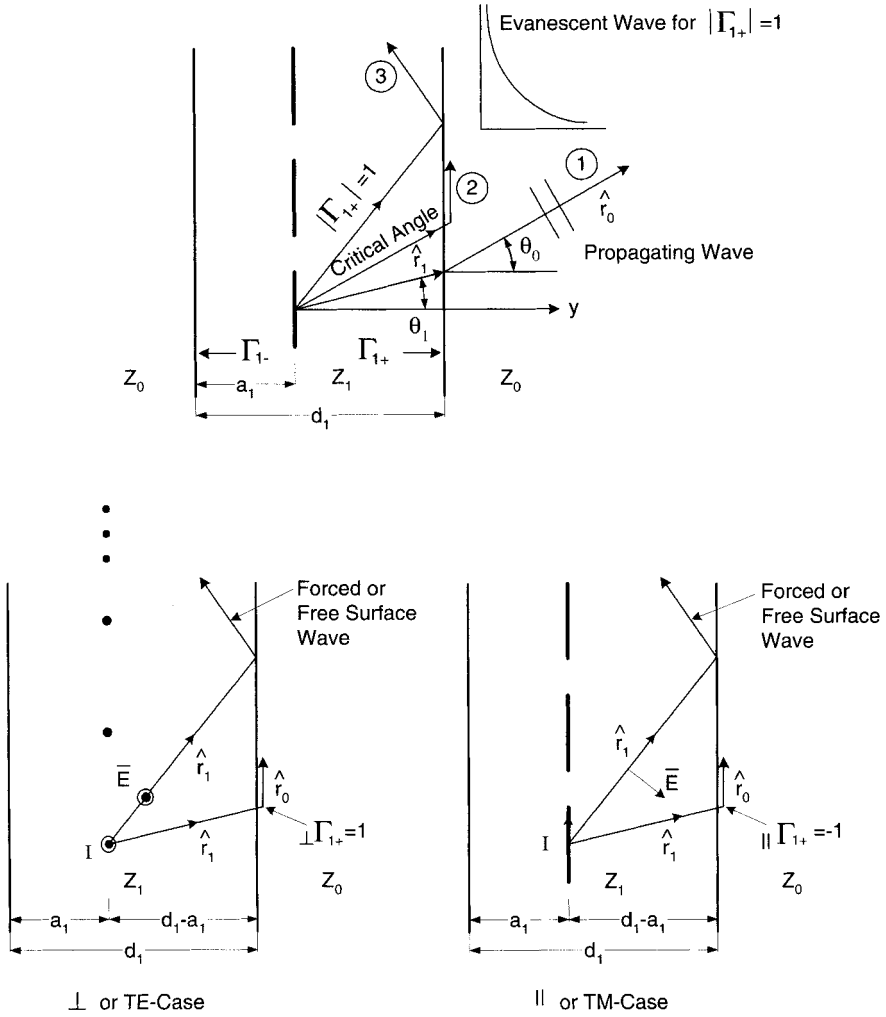 Evanescent Wave for |Γ₁₊| = 1
③
|Γ₁₊| = 1
②
①
Critical Angle
r̂₀
θ₀
r̂₁
Propagating Wave
y
θ₁
Γ₁₋
Γ₁₊
Z₀
Z₁
Z₀
a₁
d₁
Forced or
Free Surface
Wave
r̂₁
E̅
r̂₀
⊥Γ₁₊=1
I
r̂₁
Z₁
Z₀
a₁
d₁-a₁
d₁
⊥ or TE-Case
Forced or
Free Surface
Wave
r̂₁
E̅
r̂₀
∥Γ₁₊=-1
I
r̂₁
Z₁
Z₀
a₁
d₁-a₁
d₁
∥ or TM-Case